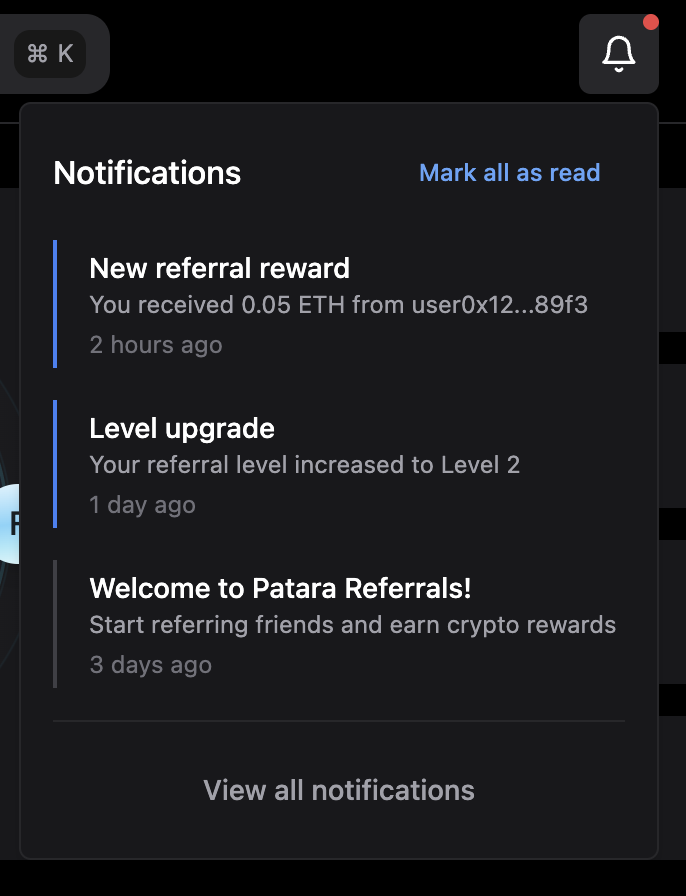 ⌘ K
Notifications
Mark all as read
New referral reward
You received 0.05 ETH from user0x12...89f3
2 hours ago
Level upgrade
Your referral level increased to Level 2
1 day ago
Welcome to Patara Referrals!
Start referring friends and earn crypto rewards
3 days ago
View all notifications